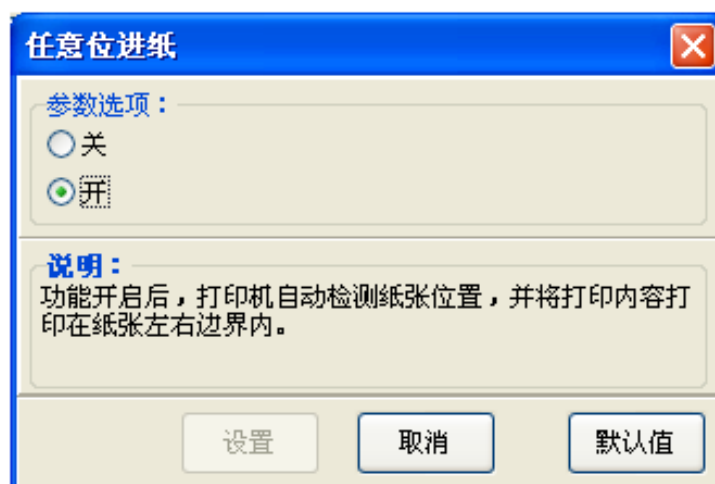 任意位进纸
参数选项：
关
开
说明：
功能开启后，打印机自动检测纸张位置，并将打印内容打
印在纸张左右边界内。
设置 取消 默认值